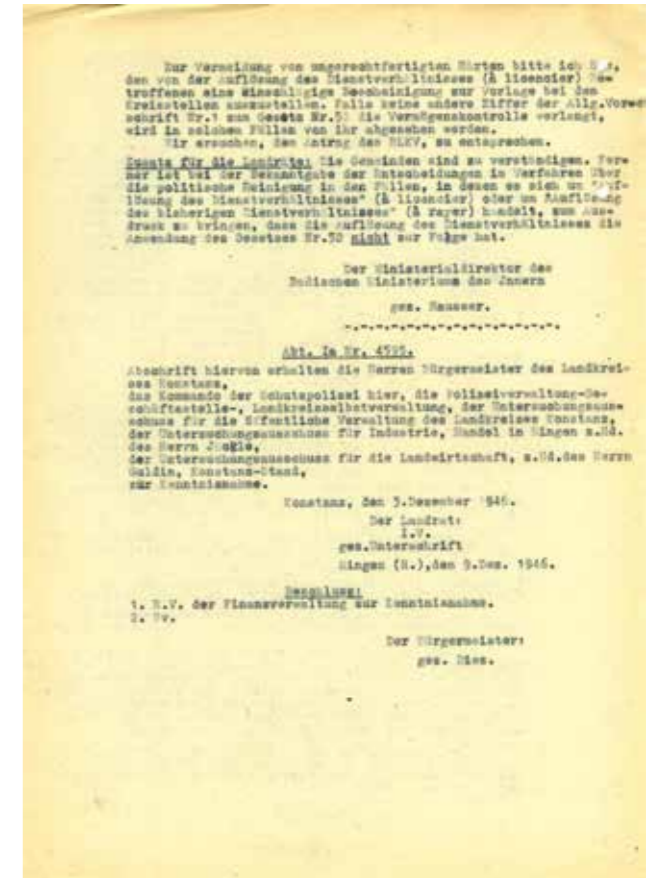 Zur Vermeidung von ungerechtfertigten Härten bitte ich
den von der Auflösung des Dienstverhältnisses (à licencier) Be-
troffenen eine einschlägige Bescheinigung zur Vorlage bei den
Kreisstellen auszustellen. Falls keine andere Ziffer der Allg.Vorsch
schrift Nr.1 zum Gesetz Nr.52 die Vermögenskontrolle verlangt,
wird in solchen Fällen von ihr abgesehen werden.
Wir ersuchen, dem Antrag des zu entsprechen.
Zusatz für die Landräte: Die Gemeinden sind zu verständigen. Fer-
ner ist bei der Bekanntgabe der Entscheidungen in Verfahren über
die politische Reinigung in den Fällen, in denen es sich um "Auf-
lösung des Dienstverhältnisses" (à licencier) oder um "Auflösung
des bisherigen Dienstverhältnisses" (à rayer) handelt, zum Aus-
druck zu bringen, dass die Auflösung des Dienstverhältnisses die
Anwendung des Gesetzes Nr.52 nicht zur Folge hat.
Der Ministerialdirektor des
Badischen Ministeriums des Innern
gez.
Abt. Ia Nr. 4595.
Abschrift hiervon erhalten die Herren Bürgermeister des Landkrei-
ses Konstanz,
das Kommando der Schutzpolizei hier, die Polizeiverwaltung-Ge-
schäftsstelle-, Landkreisselbstverwaltung, der Untersuchungsaus-
schuss für die Öffentliche Verwaltung des Landkreises Konstanz,
der Untersuchungsausschuss für Industrie, Handel in Singen z.Hd.
des Herrn
der Untersuchungsausschuss für die Landwirtschaft, z.Hd.des Herrn
Konstanz-Stand,
zur Kenntnisnahme.
Konstanz, den 3.Dezember 1946.
Der Landrat:
I.V.
gez.Unterschrift
Singen (H.),den 9.Dez. 1946.
Beschluss:
1. K.V. der Finanzverwaltung zur Kenntnisnahme.
2.
Der Bürgermeister:
gez. Dies.